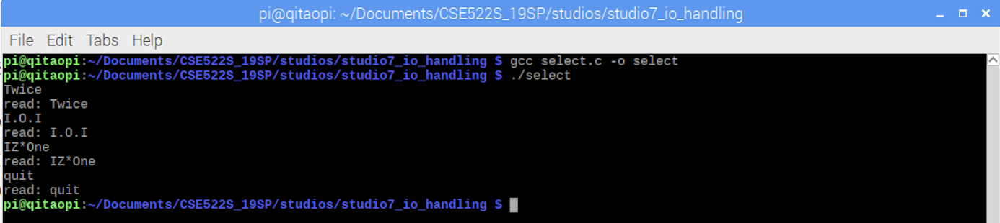 pi@qitaopi: ~/Documents/CSE522S_19SP/studios/studio7_io_handling
File Edit Tabs Help
pi@qitaopi:~/Documents/CSE522S_19SP/studios/studio7_io_handling $ gcc select.c -o select
pi@qitaopi:~/Documents/CSE522S_19SP/studios/studio7_io_handling $ ./select
Twice
read: Twice
I.O.I
read: I.O.I
IZ*One
read: IZ*One
quit
read: quit
pi@qitaopi:~/Documents/CSE522S_19SP/studios/studio7_io_handling $